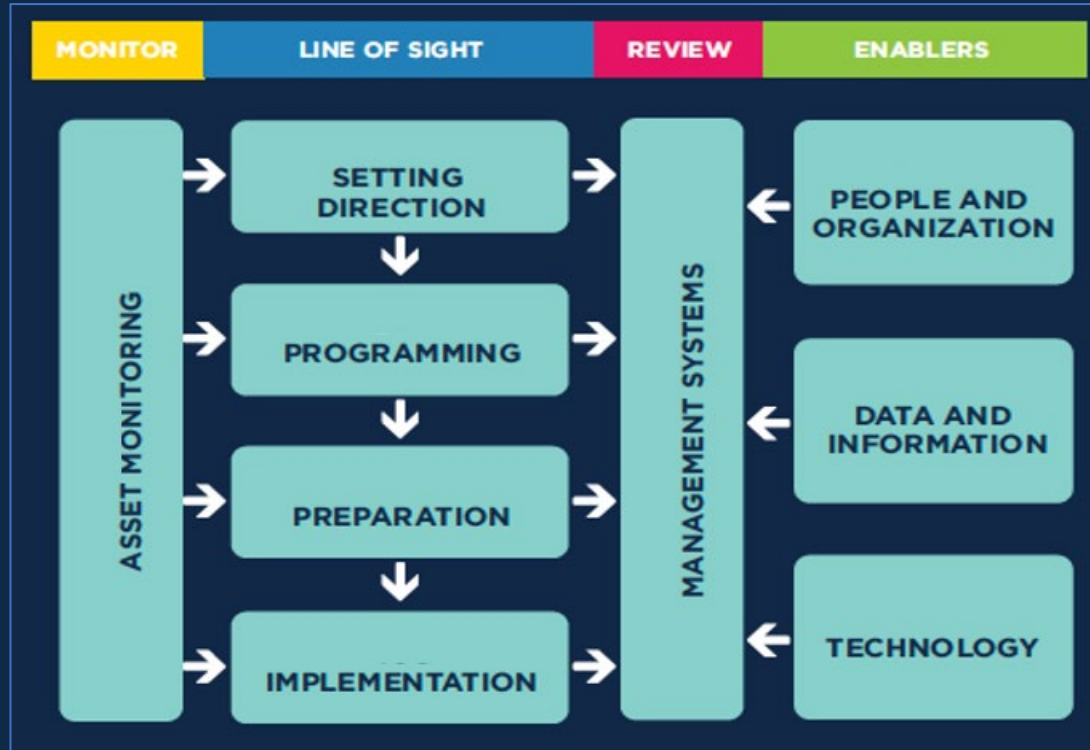 MONITOR
LINE OF SIGHT
REVIEW
ENABLERS
ASSET MONITORING
SETTING
DIRECTION
PROGRAMMING
PREPARATION
IMPLEMENTATION
MANAGEMENT SYSTEMS
PEOPLE AND
ORGANIZATION
DATA AND
INFORMATION
TECHNOLOGY